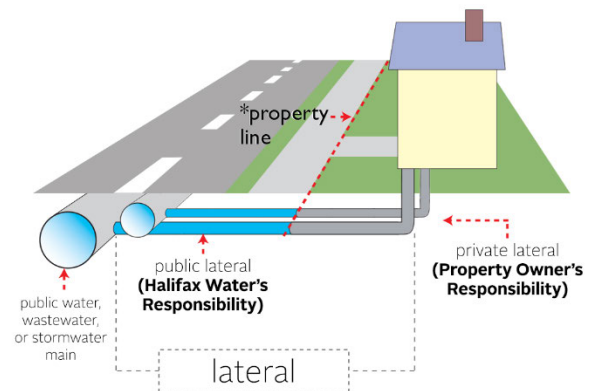 *property
line
public lateral
(Halifax Water's
Responsibility)
private lateral
(Property Owner's
Responsibility)
public water,
wastewater,
or stormwater
main
lateral